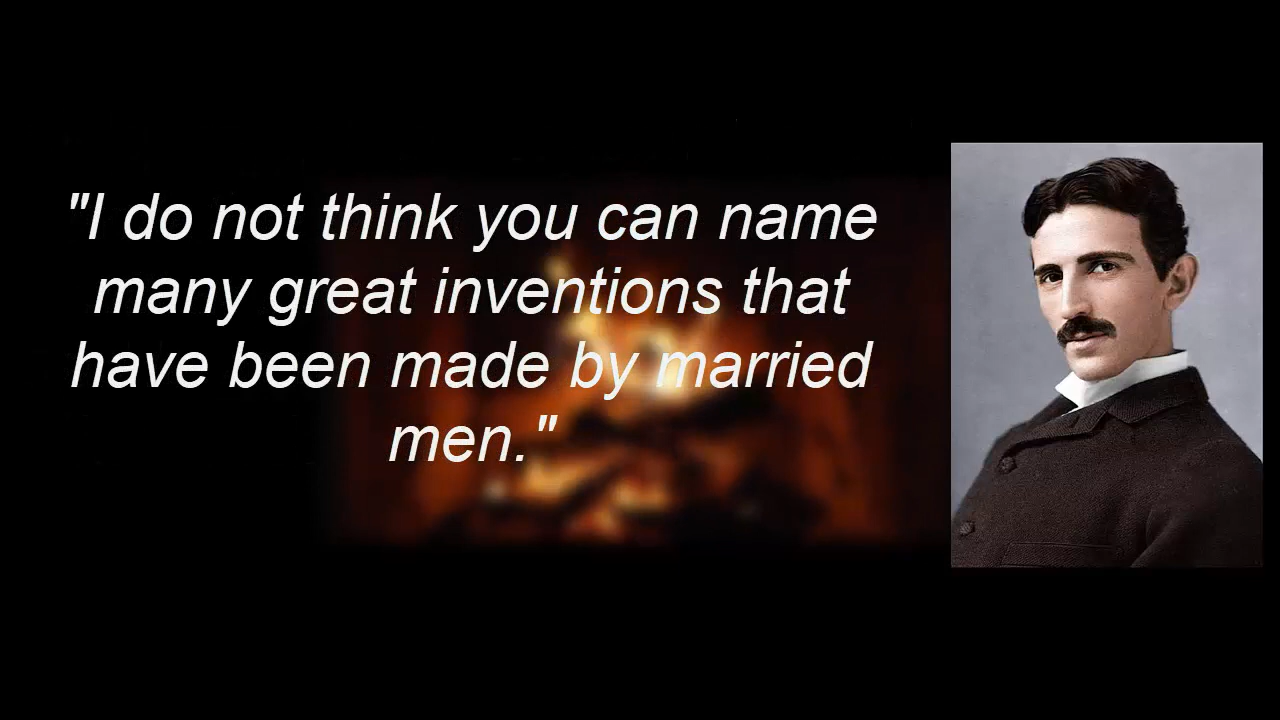 "I do not think you can name
many great inventions that
have been made by married
men."